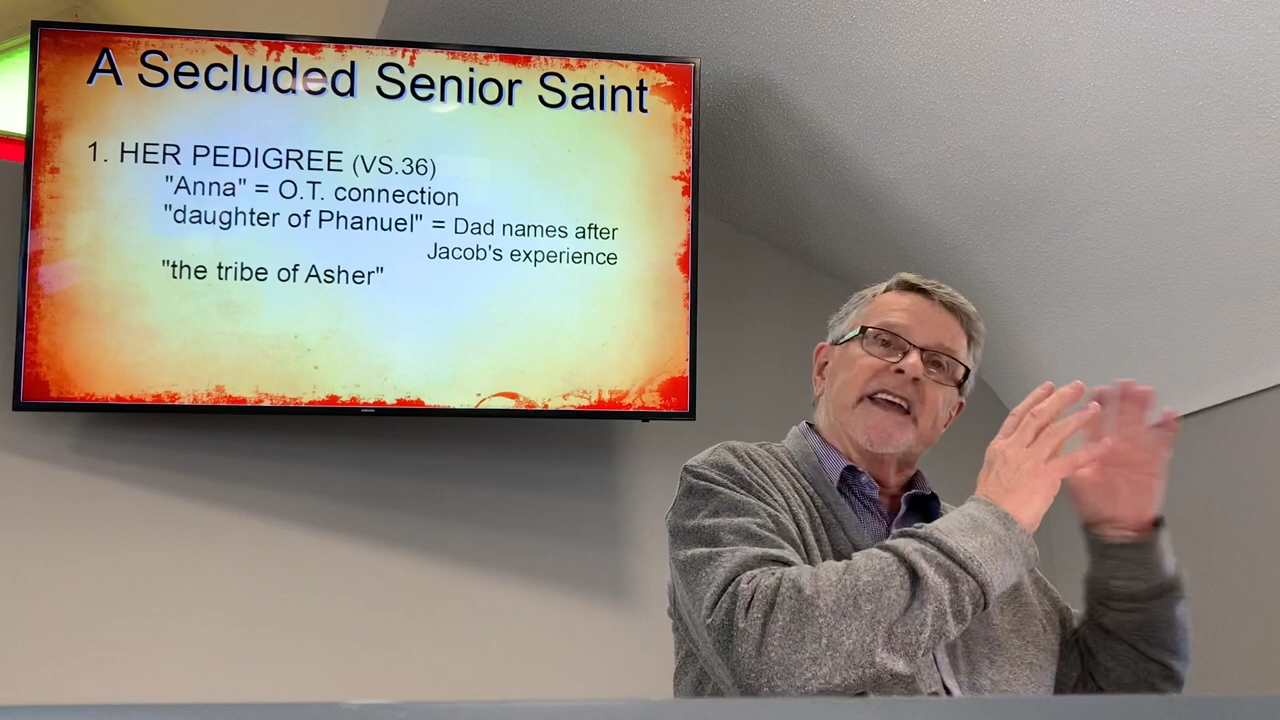 A Secluded Senior Saint
1. HER PEDIGREE (VS.36)
"Anna" = O.T. connection
"daughter of Phanuel" = Dad names after
Jacob's experience
"the tribe of Asher"
SAMSUNG